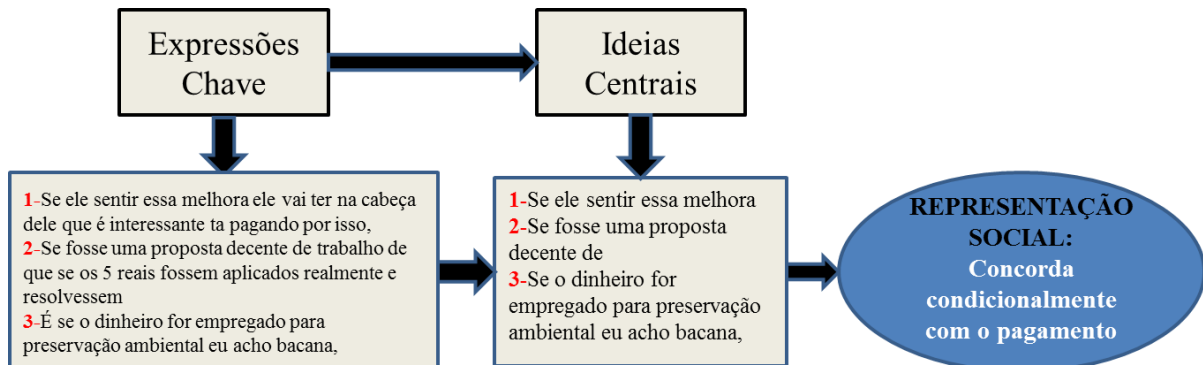 Expressões
Chave
Ideias
Centrais
1-Se ele sentir essa melhora ele vai ter na cabeça
dele que é interessante ta pagando por isso,
2-Se fosse uma proposta decente de trabalho de
que se os 5 reais fossem aplicados realmente e
resolvessem
3-É se o dinheiro for empregado para
preservação ambiental eu acho bacana,
1-Se ele sentir essa melhora
2-Se fosse uma proposta
decente de
3-Se o dinheiro for
empregado para preservação
ambiental eu acho bacana,
REPRESENTAÇÃO
SOCIAL:
Concorda
condicionalmente
com o pagamento